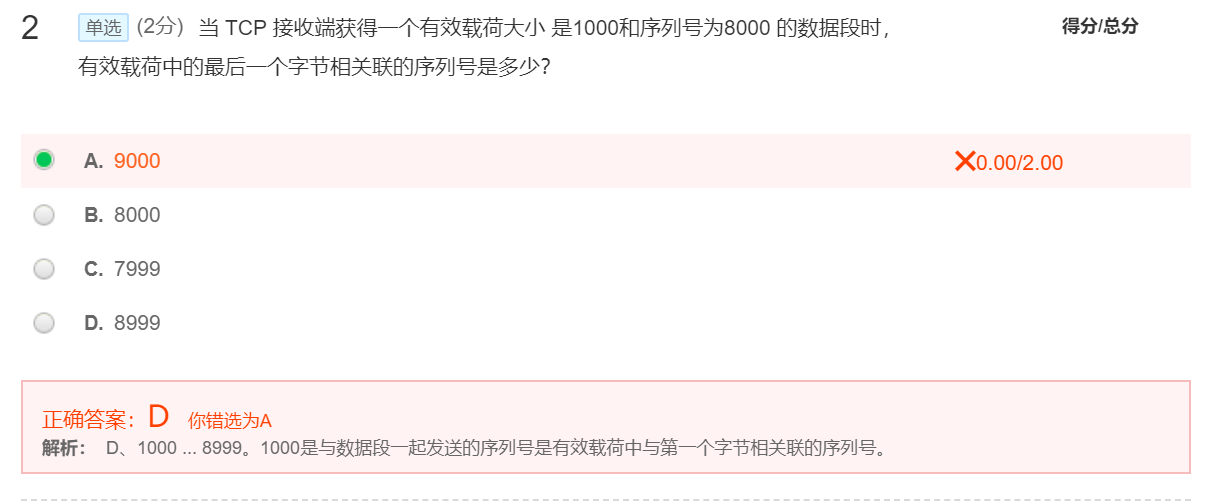 2 单选 (2分) 当 TCP 接收端获得一个有效载荷大小 是1000和序列号为8000 的数据段时， 得分/总分
有效载荷中的最后一个字节相关联的序列号是多少？
A. 9000 0.00/2.00
B. 8000
C. 7999
D. 8999
正确答案：D 你错选为A
解析： D、1000 ... 8999。1000是与数据段一起发送的序列号是有效载荷中与第一个字节相关联的序列号。